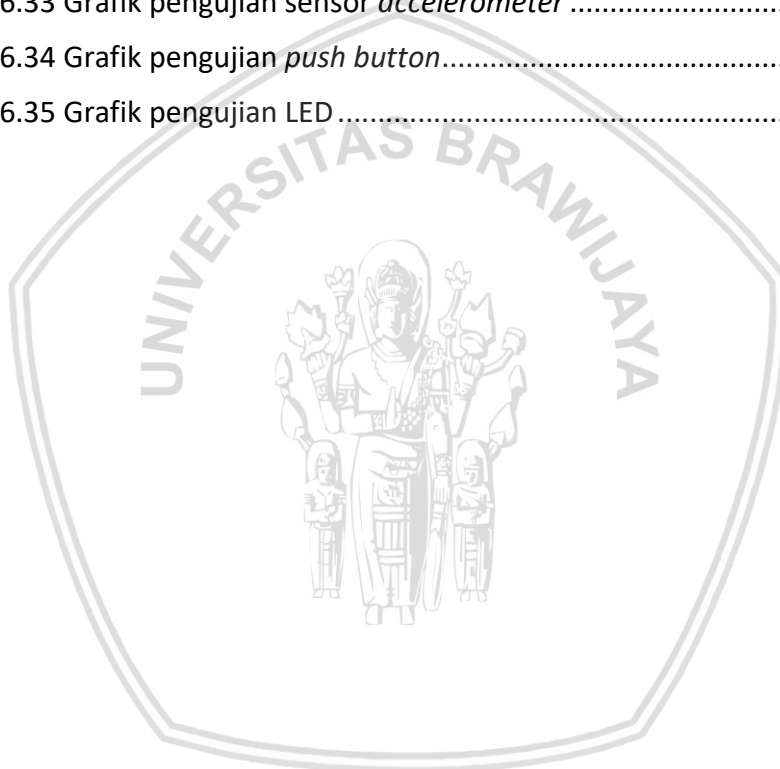 6.33 Grafik pengujian sensor accelerometer ..........................
6.34 Grafik pengujian push button.............................................
6.35 Grafik pengujian LED ..........................................................
UNIVERSITAS BRAWIJAYA